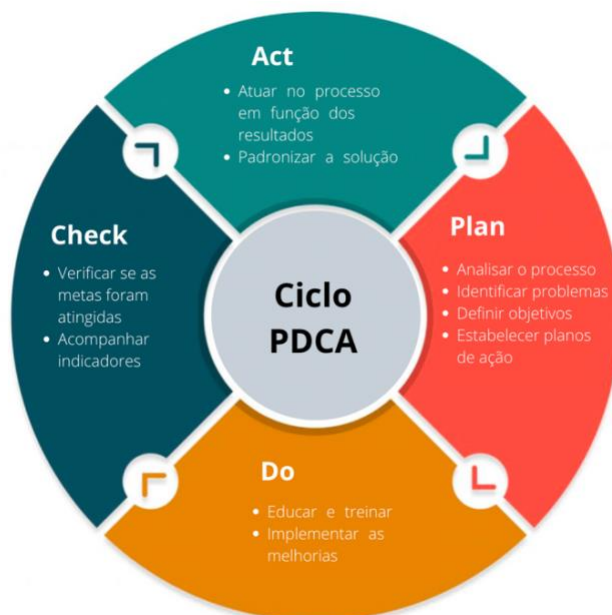 Act
• Atuar no processo
em função dos
resultados
• Padronizar a solução
Check
• Verificar se as
metas foram
atingidas
• Acompanhar
indicadores
Ciclo
PDCA
Plan
• Analisar o processo
• Identificar problemas
• Definir objetivos
• Estabelecer planos
de ação
Do
• Educar e treinar
• Implementar as
melhorias